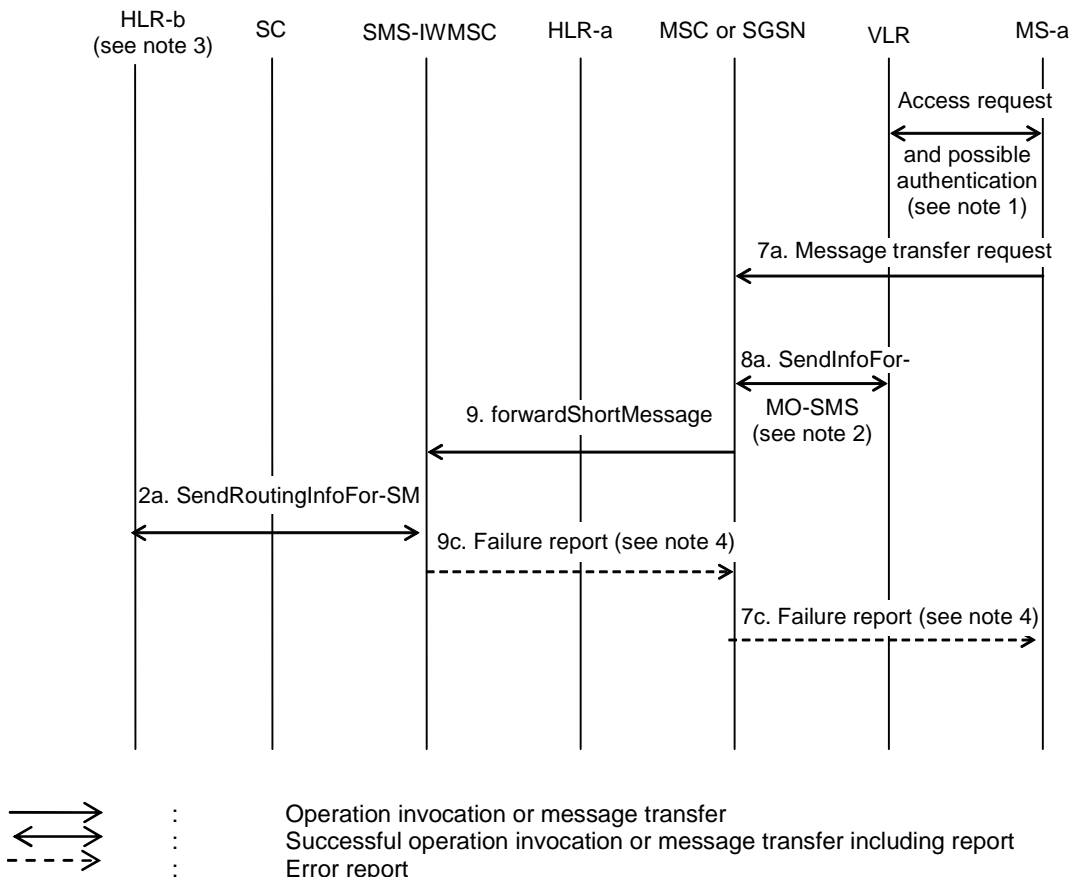 HLR-b
(see note 3)
SC
SMS-IWMSC
HLR-a
MSC or SGSN
VLR
MS-a
Access request
and possible
authentication
(see note 1)
7a. Message transfer request
8a. SendInfoFor-
MO-SMS
(see note 2)
9. forwardShortMessage
2a. SendRoutingInfoFor-SM
9c. Failure report (see note 4)
7c. Failure report (see note 4)
: Operation invocation or message transfer
: Successful operation invocation or message transfer including report
: Error report